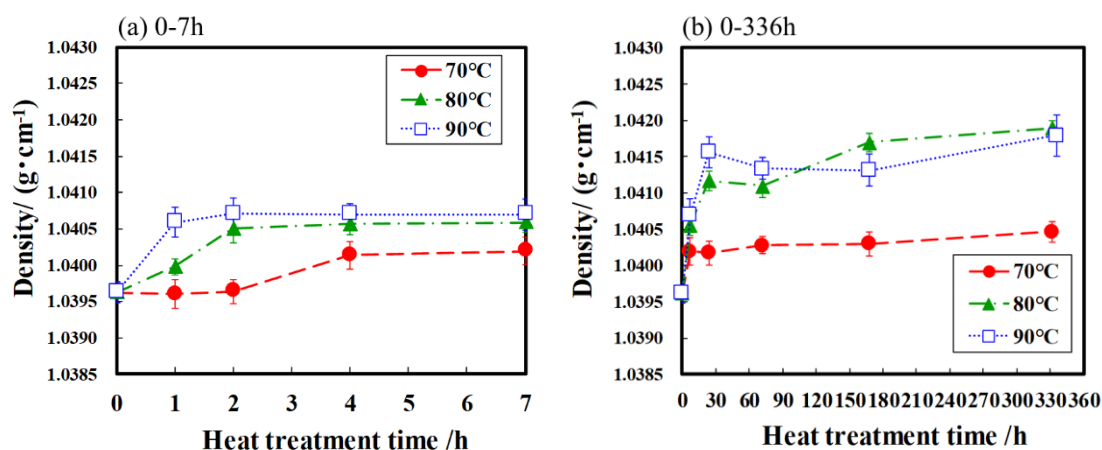 (a) 0-7h
1.0430
1.0425
1.0420
1.0415
1.0410
1.0405
1.0400
1.0395
1.0390
1.0385
Density/ (g·cm⁻¹)
70°C
80°C
90°C
0 1 2 3 4 5 6 7
Heat treatment time /h
(b) 0-336h
1.0430
1.0425
1.0420
1.0415
1.0410
1.0405
1.0400
1.0395
1.0390
1.0385
Density/ (g·cm⁻¹)
70°C
80°C
90°C
0 30 60 90 120 150 180 210 240 270 300 330 360
Heat treatment time /h